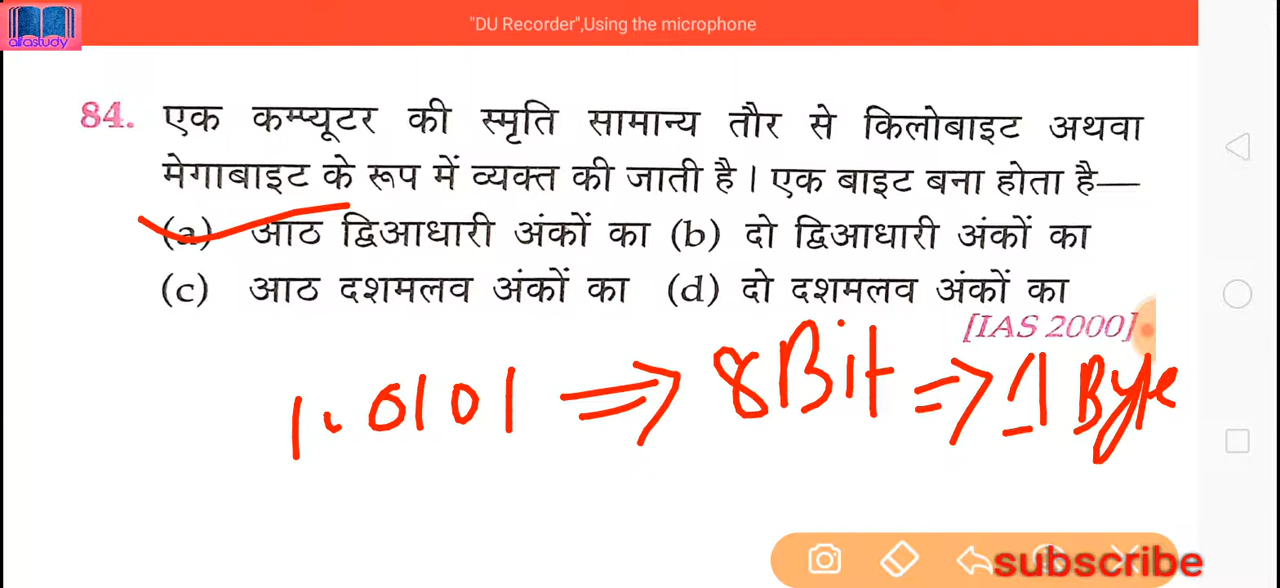 "DU Recorder",Using the microphone
alfastudy
84. एक कम्प्यूटर की स्मृति सामान्य तौर से किलोबाइट अथवा
मेगाबाइट के रूप में व्यक्त की जाती है। एक बाइट बना होता है—
(a) आठ द्विआधारी अंकों का (b) दो द्विआधारी अंकों का
(c) आठ दशमलव अंकों का (d) दो दशमलव अंकों का
[IAS 2000]
1.0101 ⇒ 8Bit ⇒ 1 Byte
subscribe